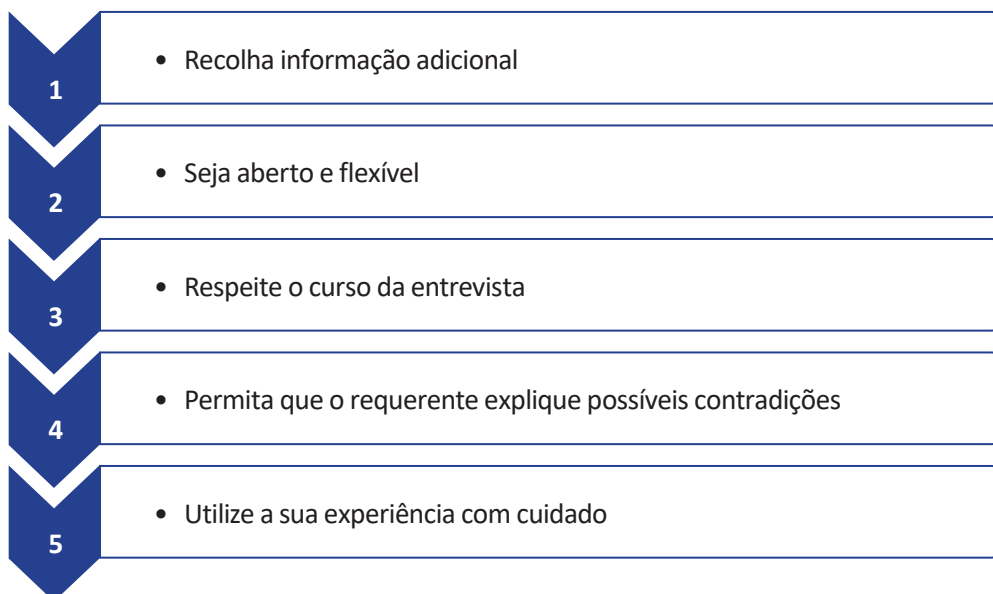 1
• Recolha informação adicional
2
• Seja aberto e flexível
3
• Respeite o curso da entrevista
4
• Permita que o requerente explique possíveis contradições
5
• Utilize a sua experiência com cuidado